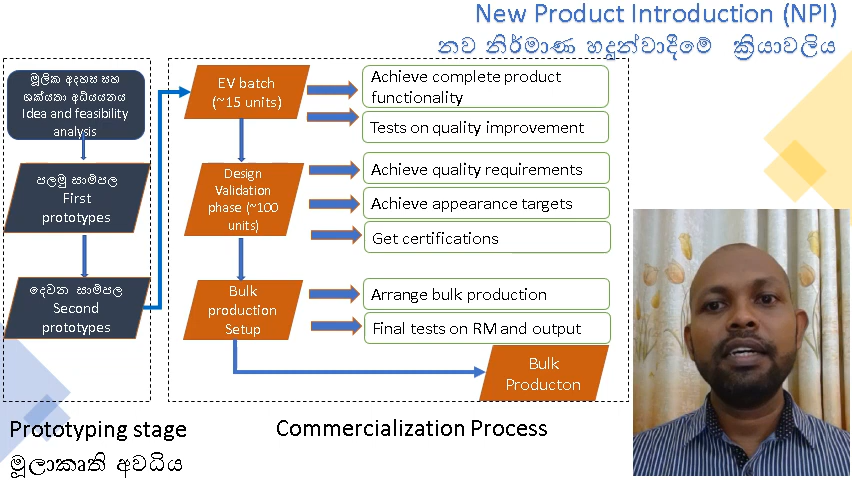 New Product Introduction (NPI)
නව නිර්මාණ හදුන්වාදීමේ ක්‍රියාවලිය
මූලික අදහස සහ
ශක්යතා අධ්යයනය
Idea and feasibility
analysis
පලමු සාම්පල
First
prototypes
දෙවන සාම්පල
Second
prototypes
EV batch
(~15 units)
Achieve complete product
functionality
Tests on quality improvement
Design
Validation
phase (~100
units)
Achieve quality requirements
Achieve appearance targets
Get certifications
Bulk
production
Setup
Arrange bulk production
Final tests on RM and output
Bulk
Producton
Prototyping stage
මූලාකෘති අවධිය
Commercialization Process